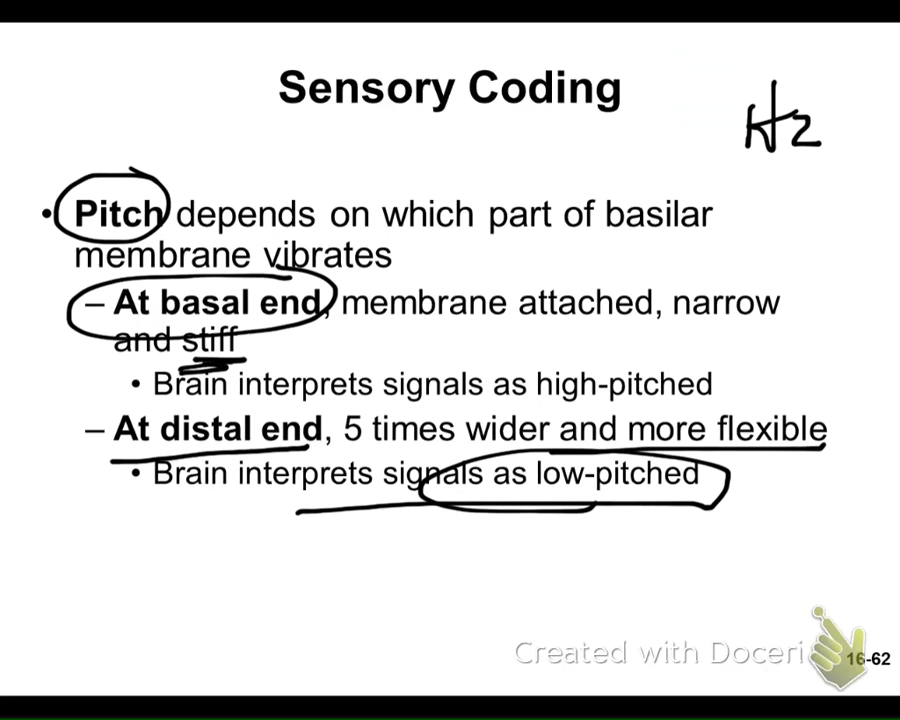 Sensory Coding
Hz
• Pitch depends on which part of basilar
membrane vibrates
– At basal end, membrane attached, narrow
and stiff
• Brain interprets signals as high-pitched
– At distal end, 5 times wider and more flexible
• Brain interprets signals as low-pitched
Created with Doceri
16-62